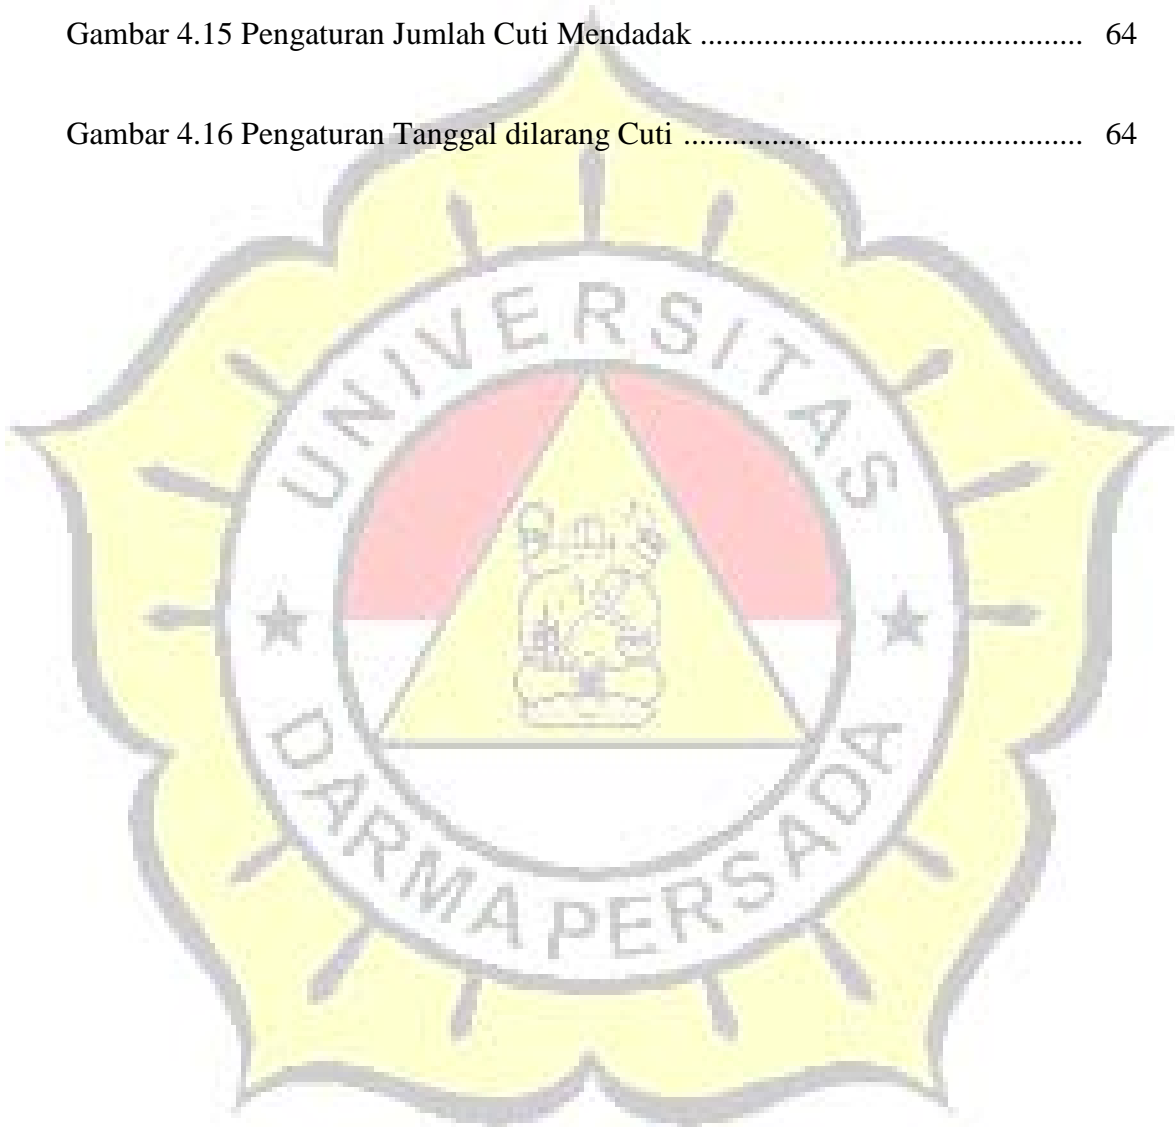 Gambar 4.15 Pengaturan Jumlah Cuti Mendadak ............................................. 64
Gambar 4.16 Pengaturan Tanggal dilarang Cuti ............................................... 64
UNIVERSITAS
DARMA PERSADA